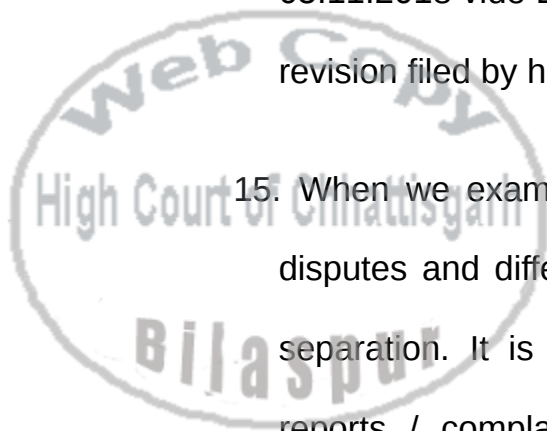 Web Copy
revision filed by h
High Court of Chhattisgarh
15. When we exam
disputes and diffe
Bilaspur
separation. It is
reports / compla